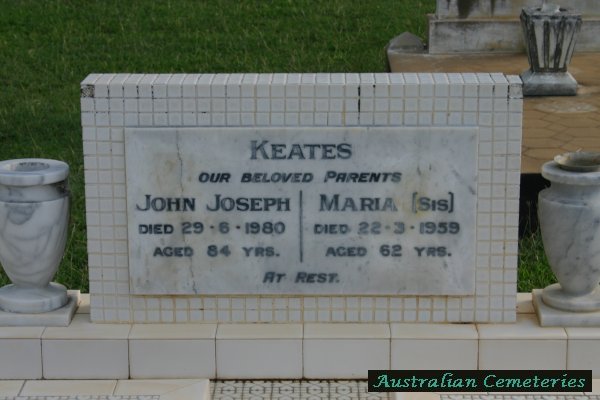 KEATES
OUR BELOVED PARENTS
JOHN JOSEPH
DIED 29·6·1980
AGED 84 YRS.
MARIA (SIS)
DIED 22·3·1959
AGED 62 YRS.
AT REST.
Australian Cemeteries